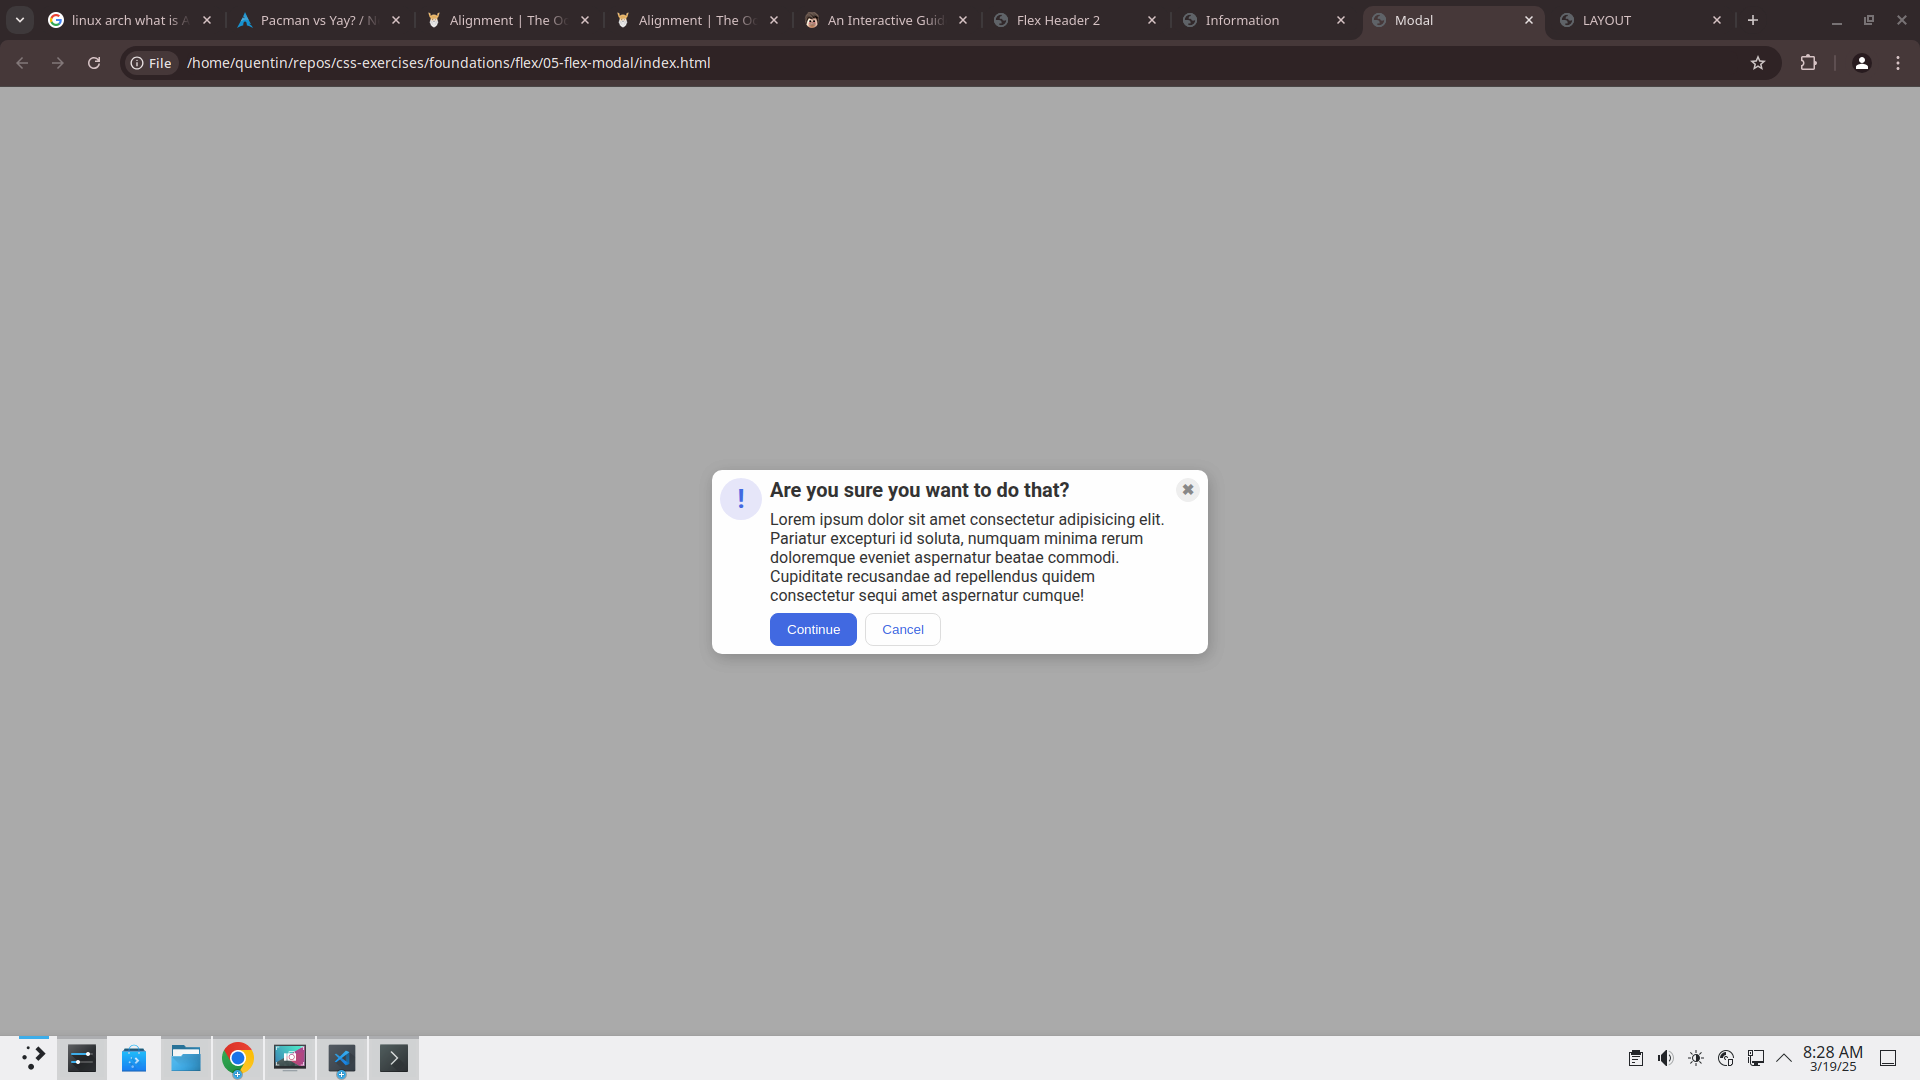 linux arch what is A
Pacman vs Yay? / N
Alignment | The Od
Alignment | The Od
An Interactive Guid
Flex Header 2
Information
Modal
LAYOUT
File
/home/quentin/repos/css-exercises/foundations/flex/05-flex-modal/index.html
!
Are you sure you want to do that?
✖
Lorem ipsum dolor sit amet consectetur adipisicing elit.
Pariatur excepturi id soluta, numquam minima rerum
doloremque eveniet aspernatur beatae commodi.
Cupiditate recusandae ad repellendus quidem
consectetur sequi amet aspernatur cumque!
Continue
Cancel
8:28 AM
3/19/25